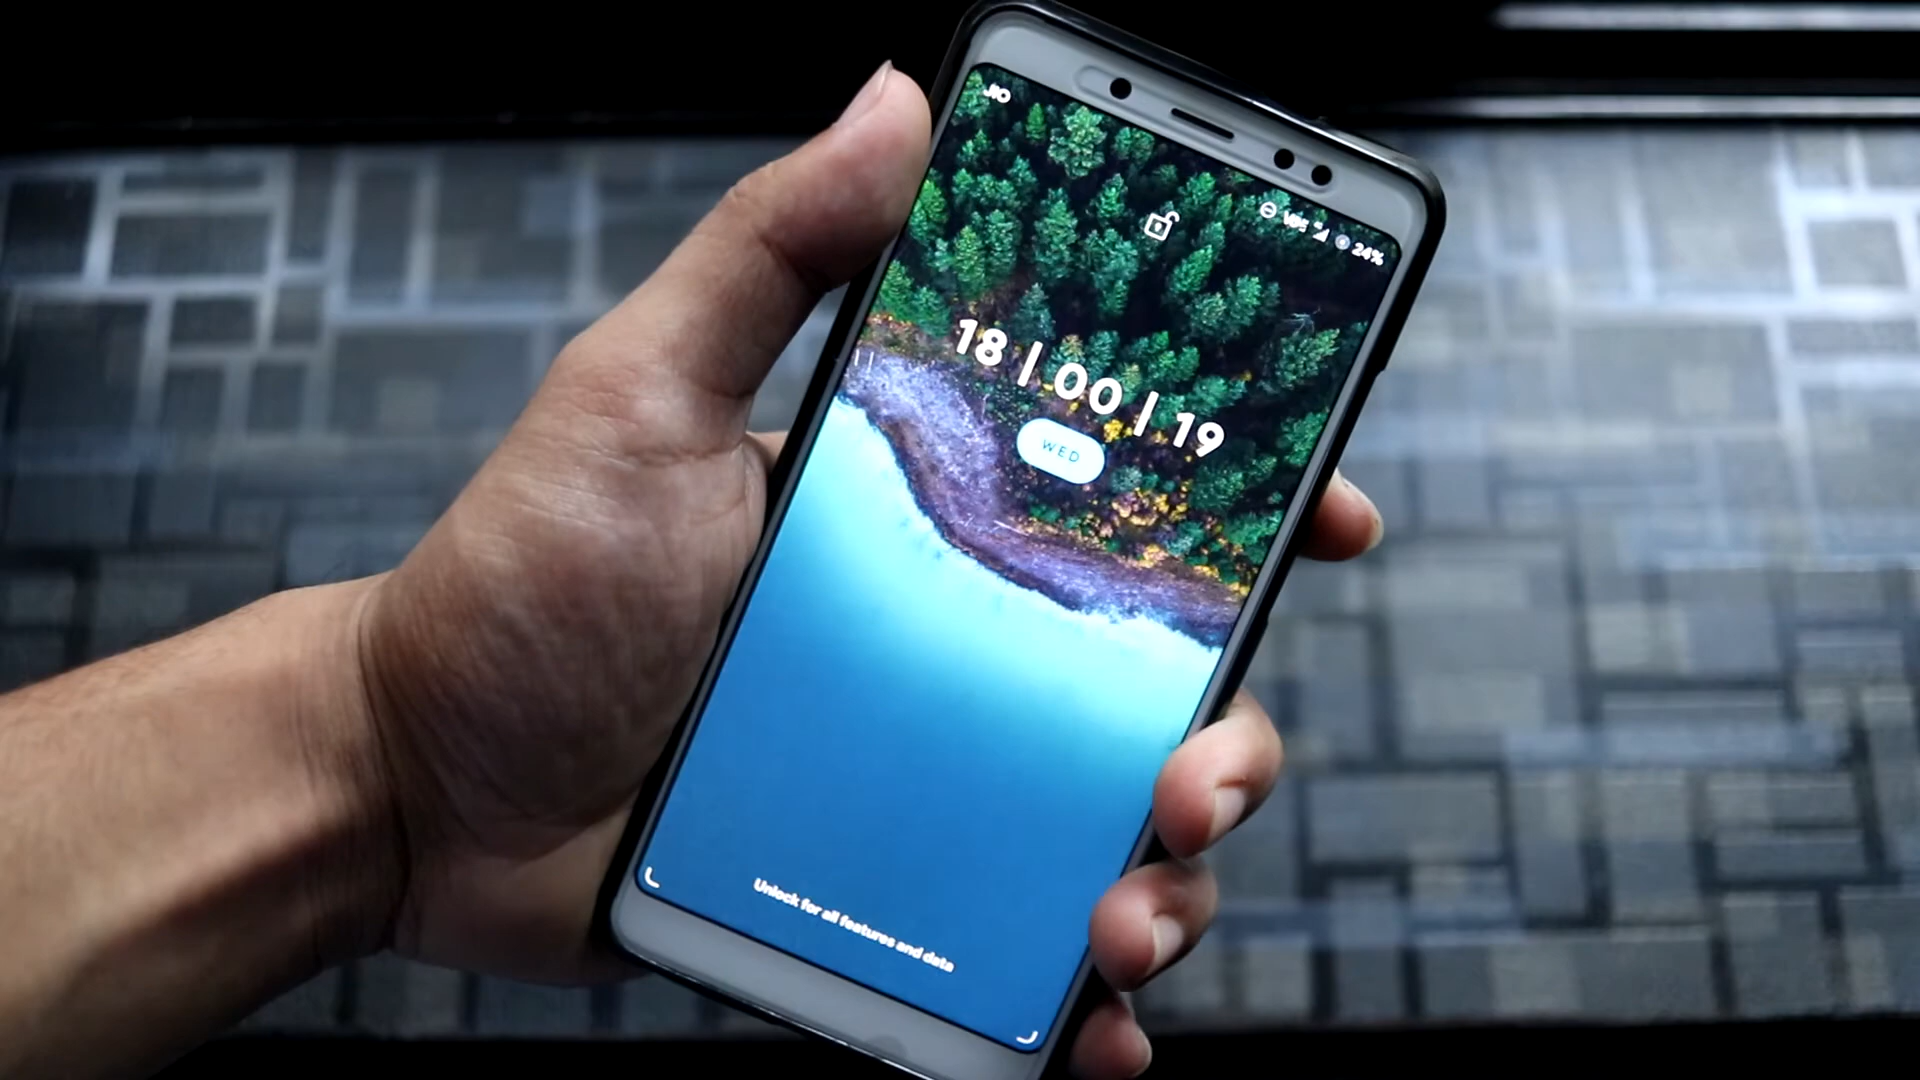 JIO
24%
18 | 00 | 19
WED
Unlock for all features and data